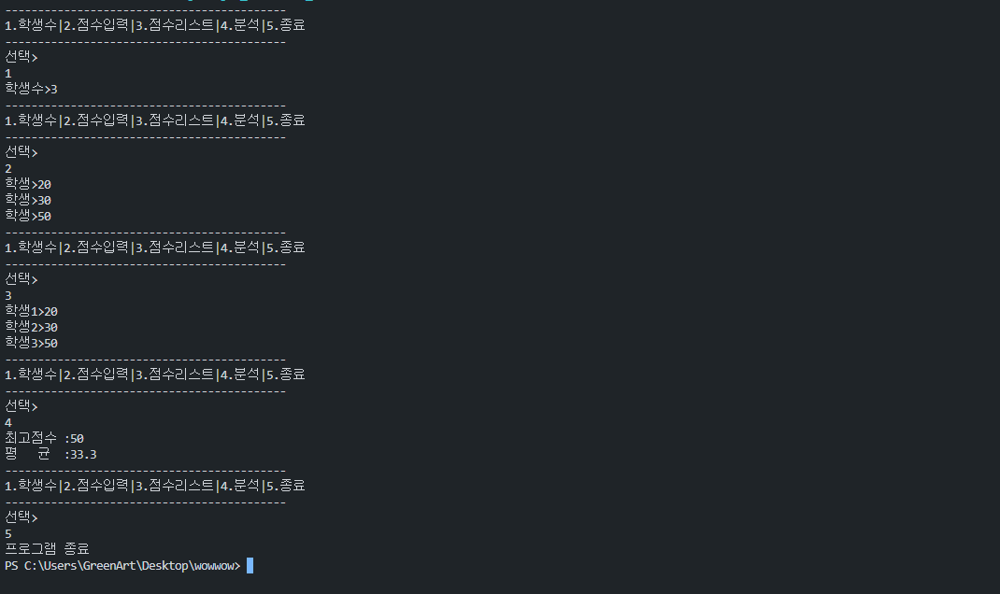 -------------------------------------------
1.학생수|2.점수입력|3.점수리스트|4.분석|5.종료
-------------------------------------------
선택>
1
학생수>3
-------------------------------------------
1.학생수|2.점수입력|3.점수리스트|4.분석|5.종료
-------------------------------------------
선택>
2
학생>20
학생>30
학생>50
-------------------------------------------
1.학생수|2.점수입력|3.점수리스트|4.분석|5.종료
-------------------------------------------
선택>
3
학생1>20
학생2>30
학생3>50
-------------------------------------------
1.학생수|2.점수입력|3.점수리스트|4.분석|5.종료
-------------------------------------------
선택>
4
최고점수 :50
평   균  :33.3
-------------------------------------------
1.학생수|2.점수입력|3.점수리스트|4.분석|5.종료
-------------------------------------------
선택>
5
프로그램 종료
PS C:\Users\GreenArt\Desktop\wowwow>